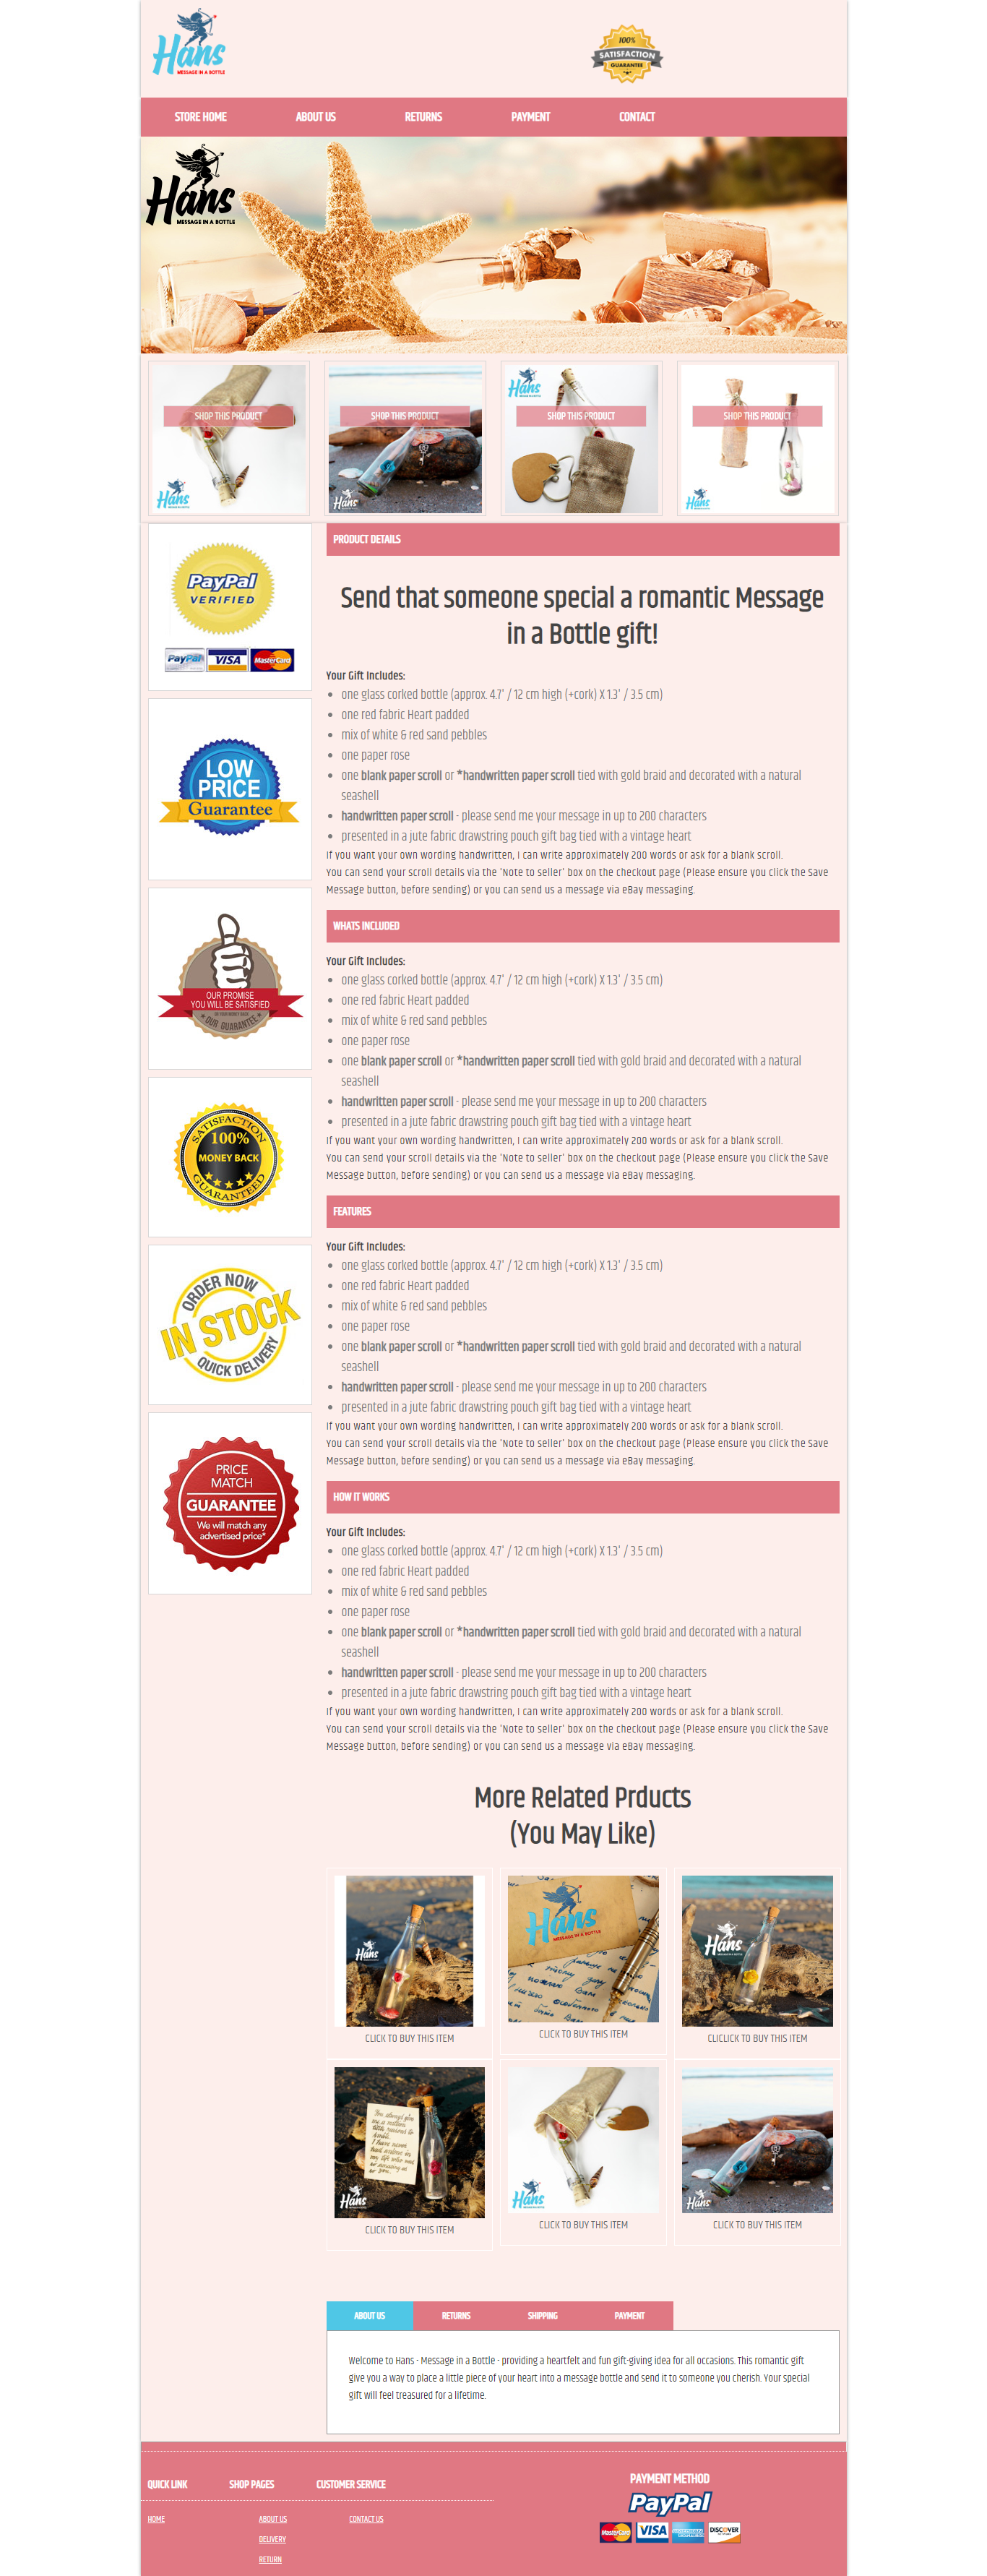 Hans
MESSAGE IN A BOTTLE
100%
SATISFACTION
GUARANTEE
STORE HOME
ABOUT US
RETURNS
PAYMENT
CONTACT
Hans
MESSAGE IN A BOTTLE
SHOP THIS PRODUCT
SHOP THIS PRODUCT
SHOP THIS PRODUCT
SHOP THIS PRODUCT
Hans
Hans
Hans
Hans
PayPal
VERIFIED
PayPal VISA MasterCard
LOW
PRICE
Guarantee
OUR PROMISE
YOU WILL BE SATISFIED
OR YOUR MONEY BACK
OUR GUARANTEE
SATISFACTION
100%
MONEY BACK
GUARANTEED
ORDER NOW
IN STOCK
QUICK DELIVERY
PRICE
MATCH
GUARANTEE
We will match any
advertised price*
PRODUCT DETAILS
Send that someone special a romantic Message
in a Bottle gift!
Your Gift Includes:
one glass corked bottle (approx. 4.7' / 12 cm high (+cork) X 1.3' / 3.5 cm)
one red fabric Heart padded
mix of white & red sand pebbles
one paper rose
one blank paper scroll or *handwritten paper scroll tied with gold braid and decorated with a natural
seashell
handwritten paper scroll - please send me your message in up to 200 characters
presented in a jute fabric drawstring pouch gift bag tied with a vintage heart
If you want your own wording handwritten, I can write approximately 200 words or ask for a blank scroll.
You can send your scroll details via the 'Note to seller' box on the checkout page (Please ensure you click the Save
Message button, before sending) or you can send us a message via eBay messaging.
WHATS INCLUDED
Your Gift Includes:
one glass corked bottle (approx. 4.7' / 12 cm high (+cork) X 1.3' / 3.5 cm)
one red fabric Heart padded
mix of white & red sand pebbles
one paper rose
one blank paper scroll or *handwritten paper scroll tied with gold braid and decorated with a natural
seashell
handwritten paper scroll - please send me your message in up to 200 characters
presented in a jute fabric drawstring pouch gift bag tied with a vintage heart
If you want your own wording handwritten, I can write approximately 200 words or ask for a blank scroll.
You can send your scroll details via the 'Note to seller' box on the checkout page (Please ensure you click the Save
Message button, before sending) or you can send us a message via eBay messaging.
FEATURES
Your Gift Includes:
one glass corked bottle (approx. 4.7' / 12 cm high (+cork) X 1.3' / 3.5 cm)
one red fabric Heart padded
mix of white & red sand pebbles
one paper rose
one blank paper scroll or *handwritten paper scroll tied with gold braid and decorated with a natural
seashell
handwritten paper scroll - please send me your message in up to 200 characters
presented in a jute fabric drawstring pouch gift bag tied with a vintage heart
If you want your own wording handwritten, I can write approximately 200 words or ask for a blank scroll.
You can send your scroll details via the 'Note to seller' box on the checkout page (Please ensure you click the Save
Message button, before sending) or you can send us a message via eBay messaging.
HOW IT WORKS
Your Gift Includes:
one glass corked bottle (approx. 4.7' / 12 cm high (+cork) X 1.3' / 3.5 cm)
one red fabric Heart padded
mix of white & red sand pebbles
one paper rose
one blank paper scroll or *handwritten paper scroll tied with gold braid and decorated with a natural
seashell
handwritten paper scroll - please send me your message in up to 200 characters
presented in a jute fabric drawstring pouch gift bag tied with a vintage heart
If you want your own wording handwritten, I can write approximately 200 words or ask for a blank scroll.
You can send your scroll details via the 'Note to seller' box on the checkout page (Please ensure you click the Save
Message button, before sending) or you can send us a message via eBay messaging.
More Related Prducts
(You May Like)
Hans
Hans
MESSAGE IN A BOTTLE
Hans
CLICK TO BUY THIS ITEM
CLICK TO BUY THIS ITEM
CLICLICK TO BUY THIS ITEM
Hans
Hans
Hans
CLICK TO BUY THIS ITEM
CLICK TO BUY THIS ITEM
CLICK TO BUY THIS ITEM
ABOUT US
RETURNS
SHIPPING
PAYMENT
Welcome to Hans - Message in a Bottle - providing a heartfelt and fun gift-giving idea for all occasions. This romantic gift
give you a way to place a little piece of your heart into a message bottle and send it to someone you cherish. Your special
gift will feel treasured for a lifetime.
QUICK LINK
SHOP PAGES
CUSTOMER SERVICE
HOME
ABOUT US
DELIVERY
RETURN
CONTACT US
PAYMENT METHOD
PayPal
MasterCard VISA AMERICAN EXPRESS DISCOVER